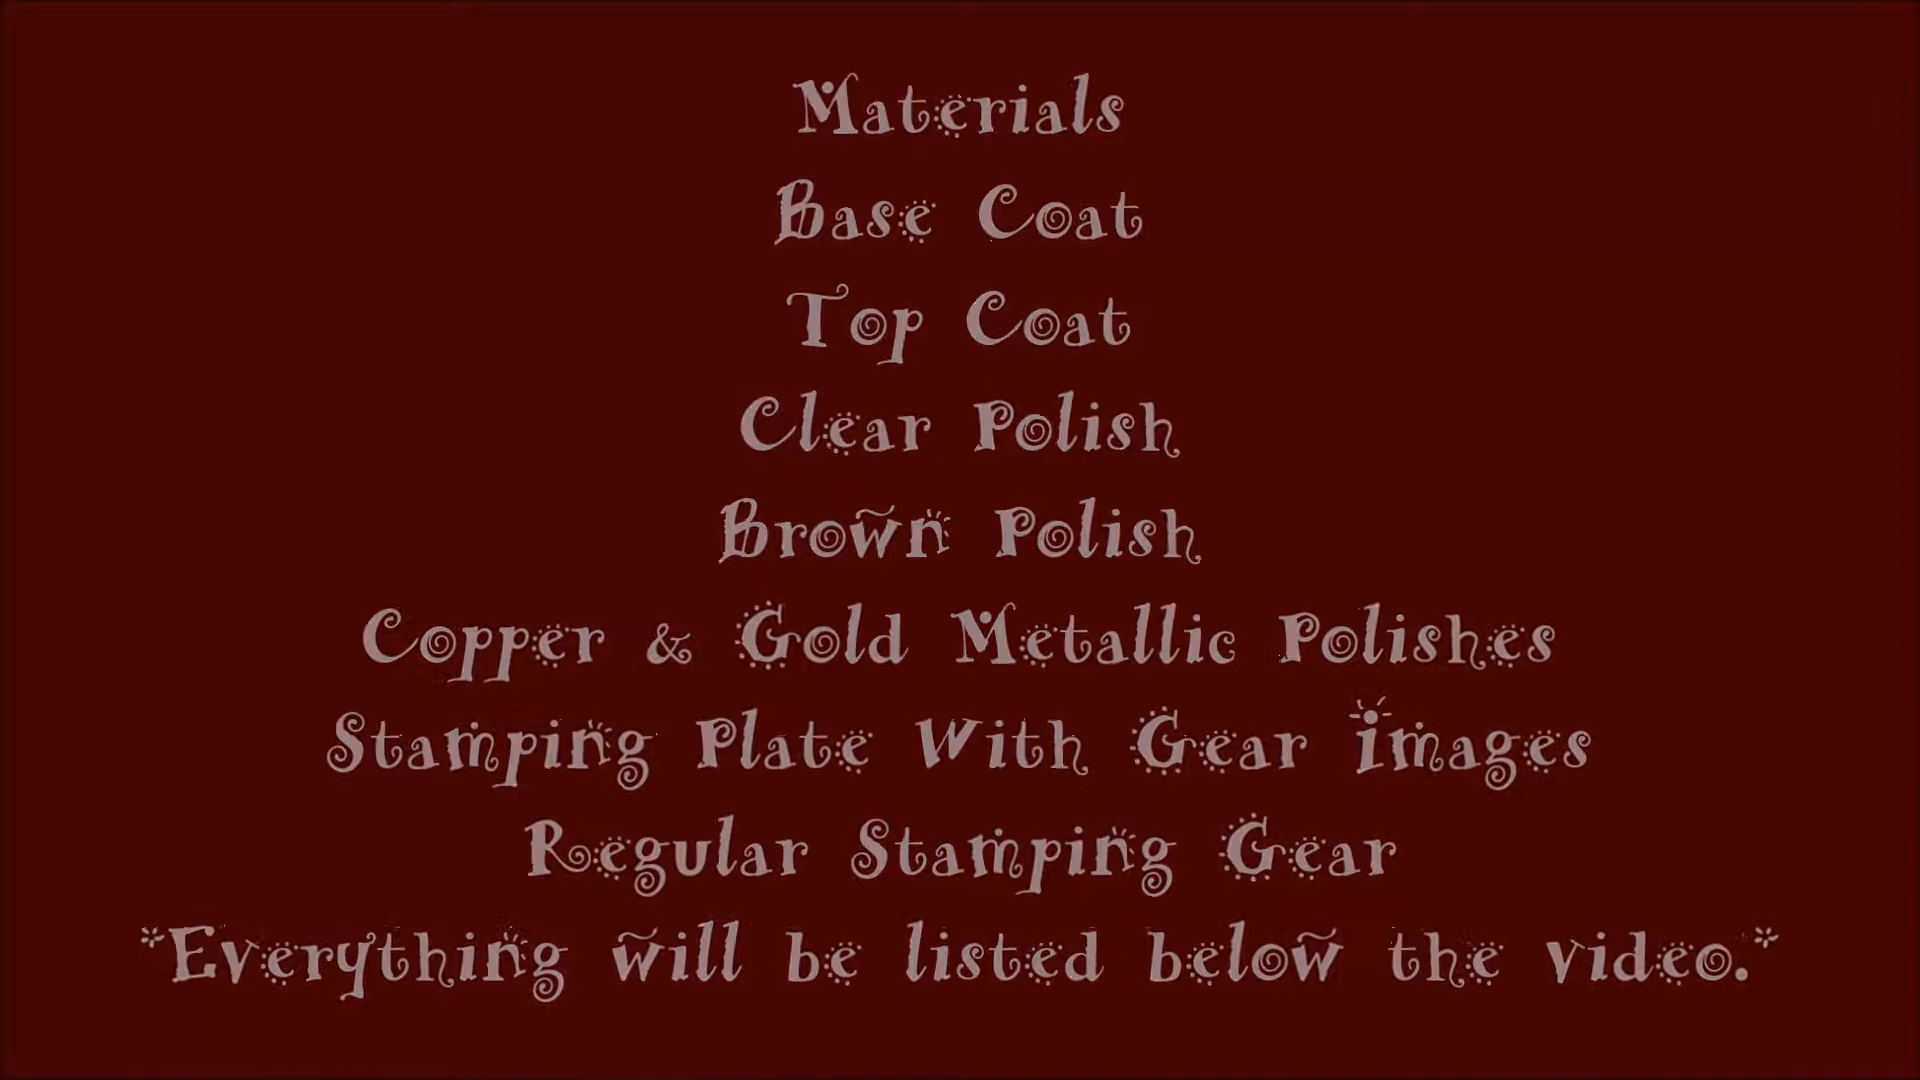 Materials
Base Coat
Top Coat
Clear Polish
Brown Polish
Copper & Gold Metallic Polishes
Stamping Plate With Gear Images
Regular Stamping Gear
*Everything will be listed below the video.*